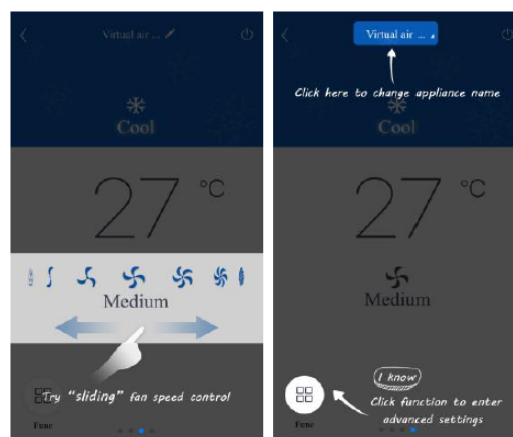 Virtual air ...
Cool
27 °C
Medium
Try "sliding" fan speed control
Func
Virtual air ...
Click here to change appliance name
Cool
27 °C
Medium
I know
Click function to enter
advanced settings
Func